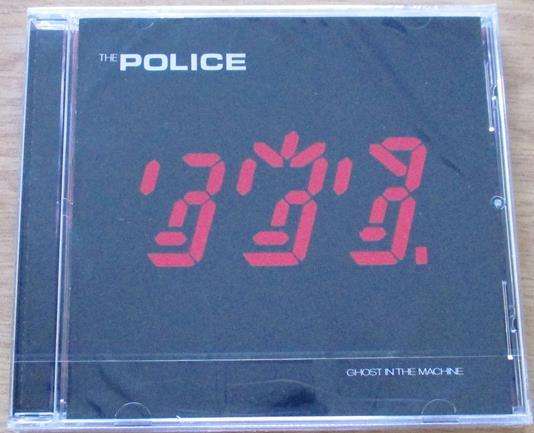 THE POLICE
GHOST IN THE MACHINE